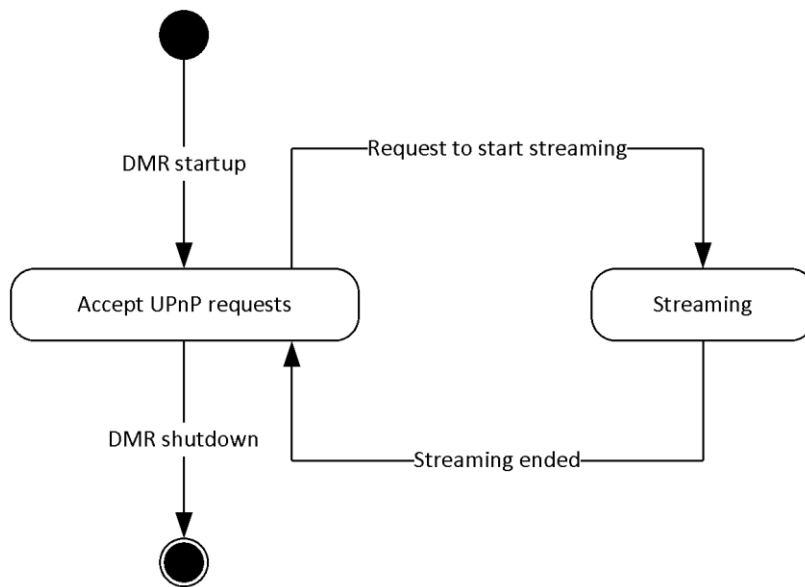 DMR startup
Request to start streaming
Accept UPnP requests
Streaming
DMR shutdown
Streaming ended